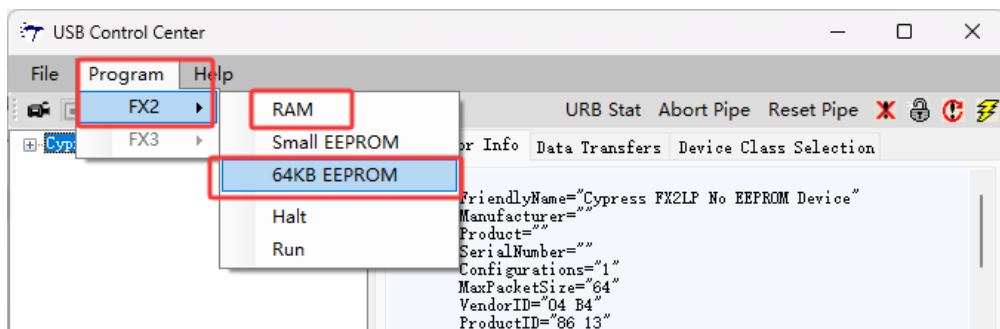 USB Control Center
File Program Help
URB Stat Abort Pipe Reset Pipe
FX2
FX3
RAM
Small EEPROM
64KB EEPROM
Halt
Run
Info Data Transfers Device Class Selection
FriendlyName="Cypress FX2LP No EEPROM Device"
Manufacturer=""
Product=""
SerialNumber=""
Configurations="1"
MaxPacketSize="64"
VendorID="04 B4"
ProductID="86 13"